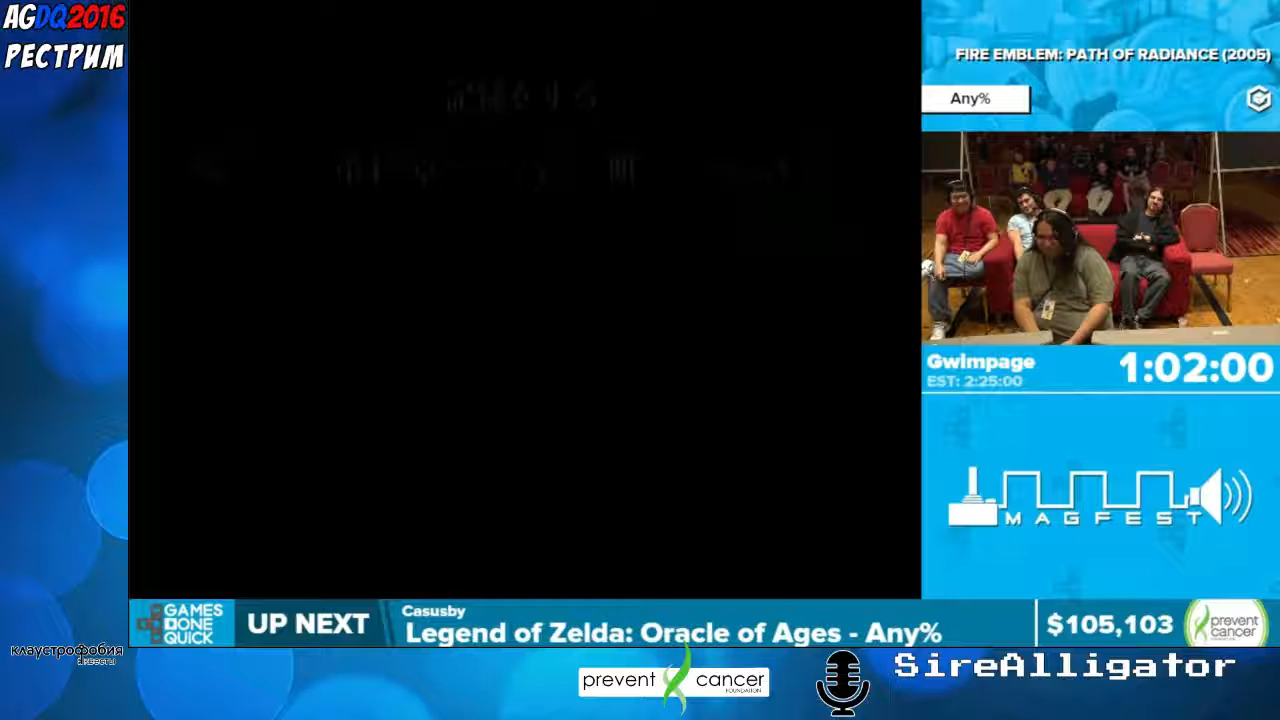 AGDQ2016
РЕСТРИМ
FIRE EMBLEM: PATH OF RADIANCE (2005)
Any%
Gwimpage
EST: 2:25:00
1:02:00
MAGFEST
GAMES
DONE
QUICK
UP NEXT
Casusby
Legend of Zelda: Oracle of Ages - Any%
$105,103
prevent
cancer
клаустрофобия
квесты
prevent cancer
FOUNDATION
SireAlligator